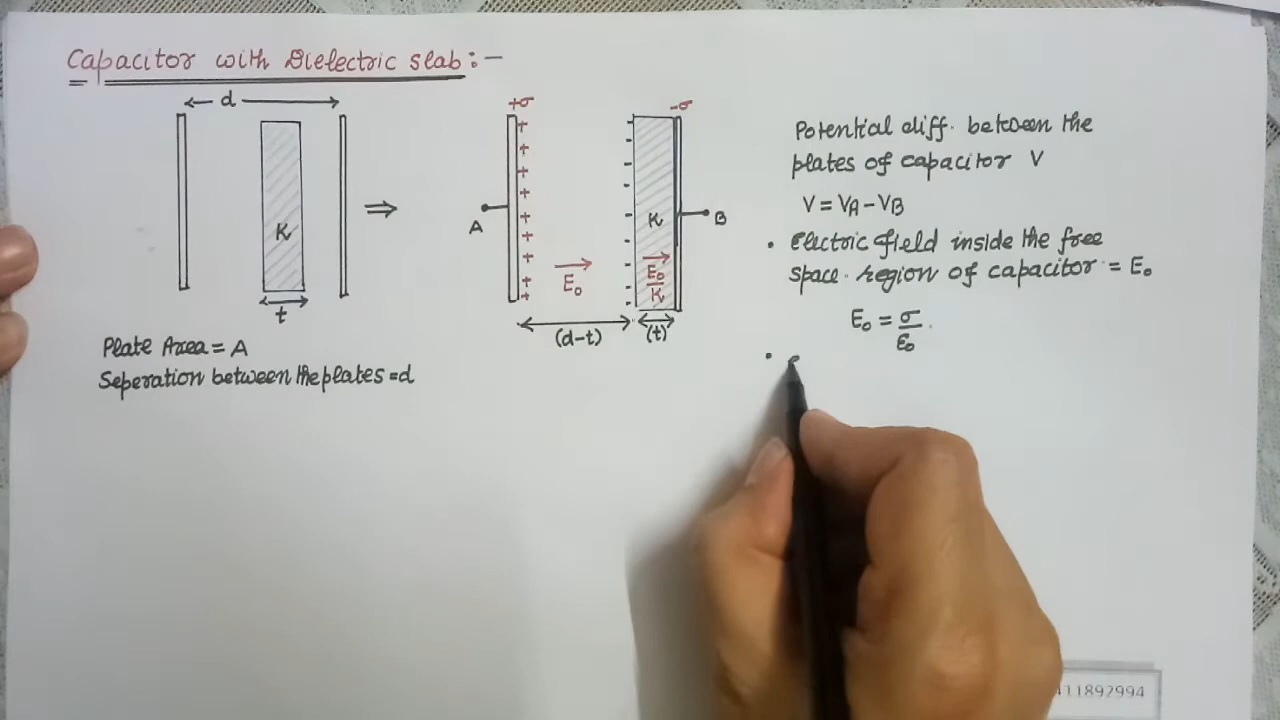 Capacitor with Dielectric slab:-
d
K
t
Plate Area = A
Seperation between the plates = d
+σ
-σ
A
B
K
E₀
E₀/K
(d-t)
(t)
Potential diff. between the
plates of capacitor V
V = VA - VB
• Electric field inside the free
space region of capacitor = E₀
E₀ = σ/ε₀
11892994